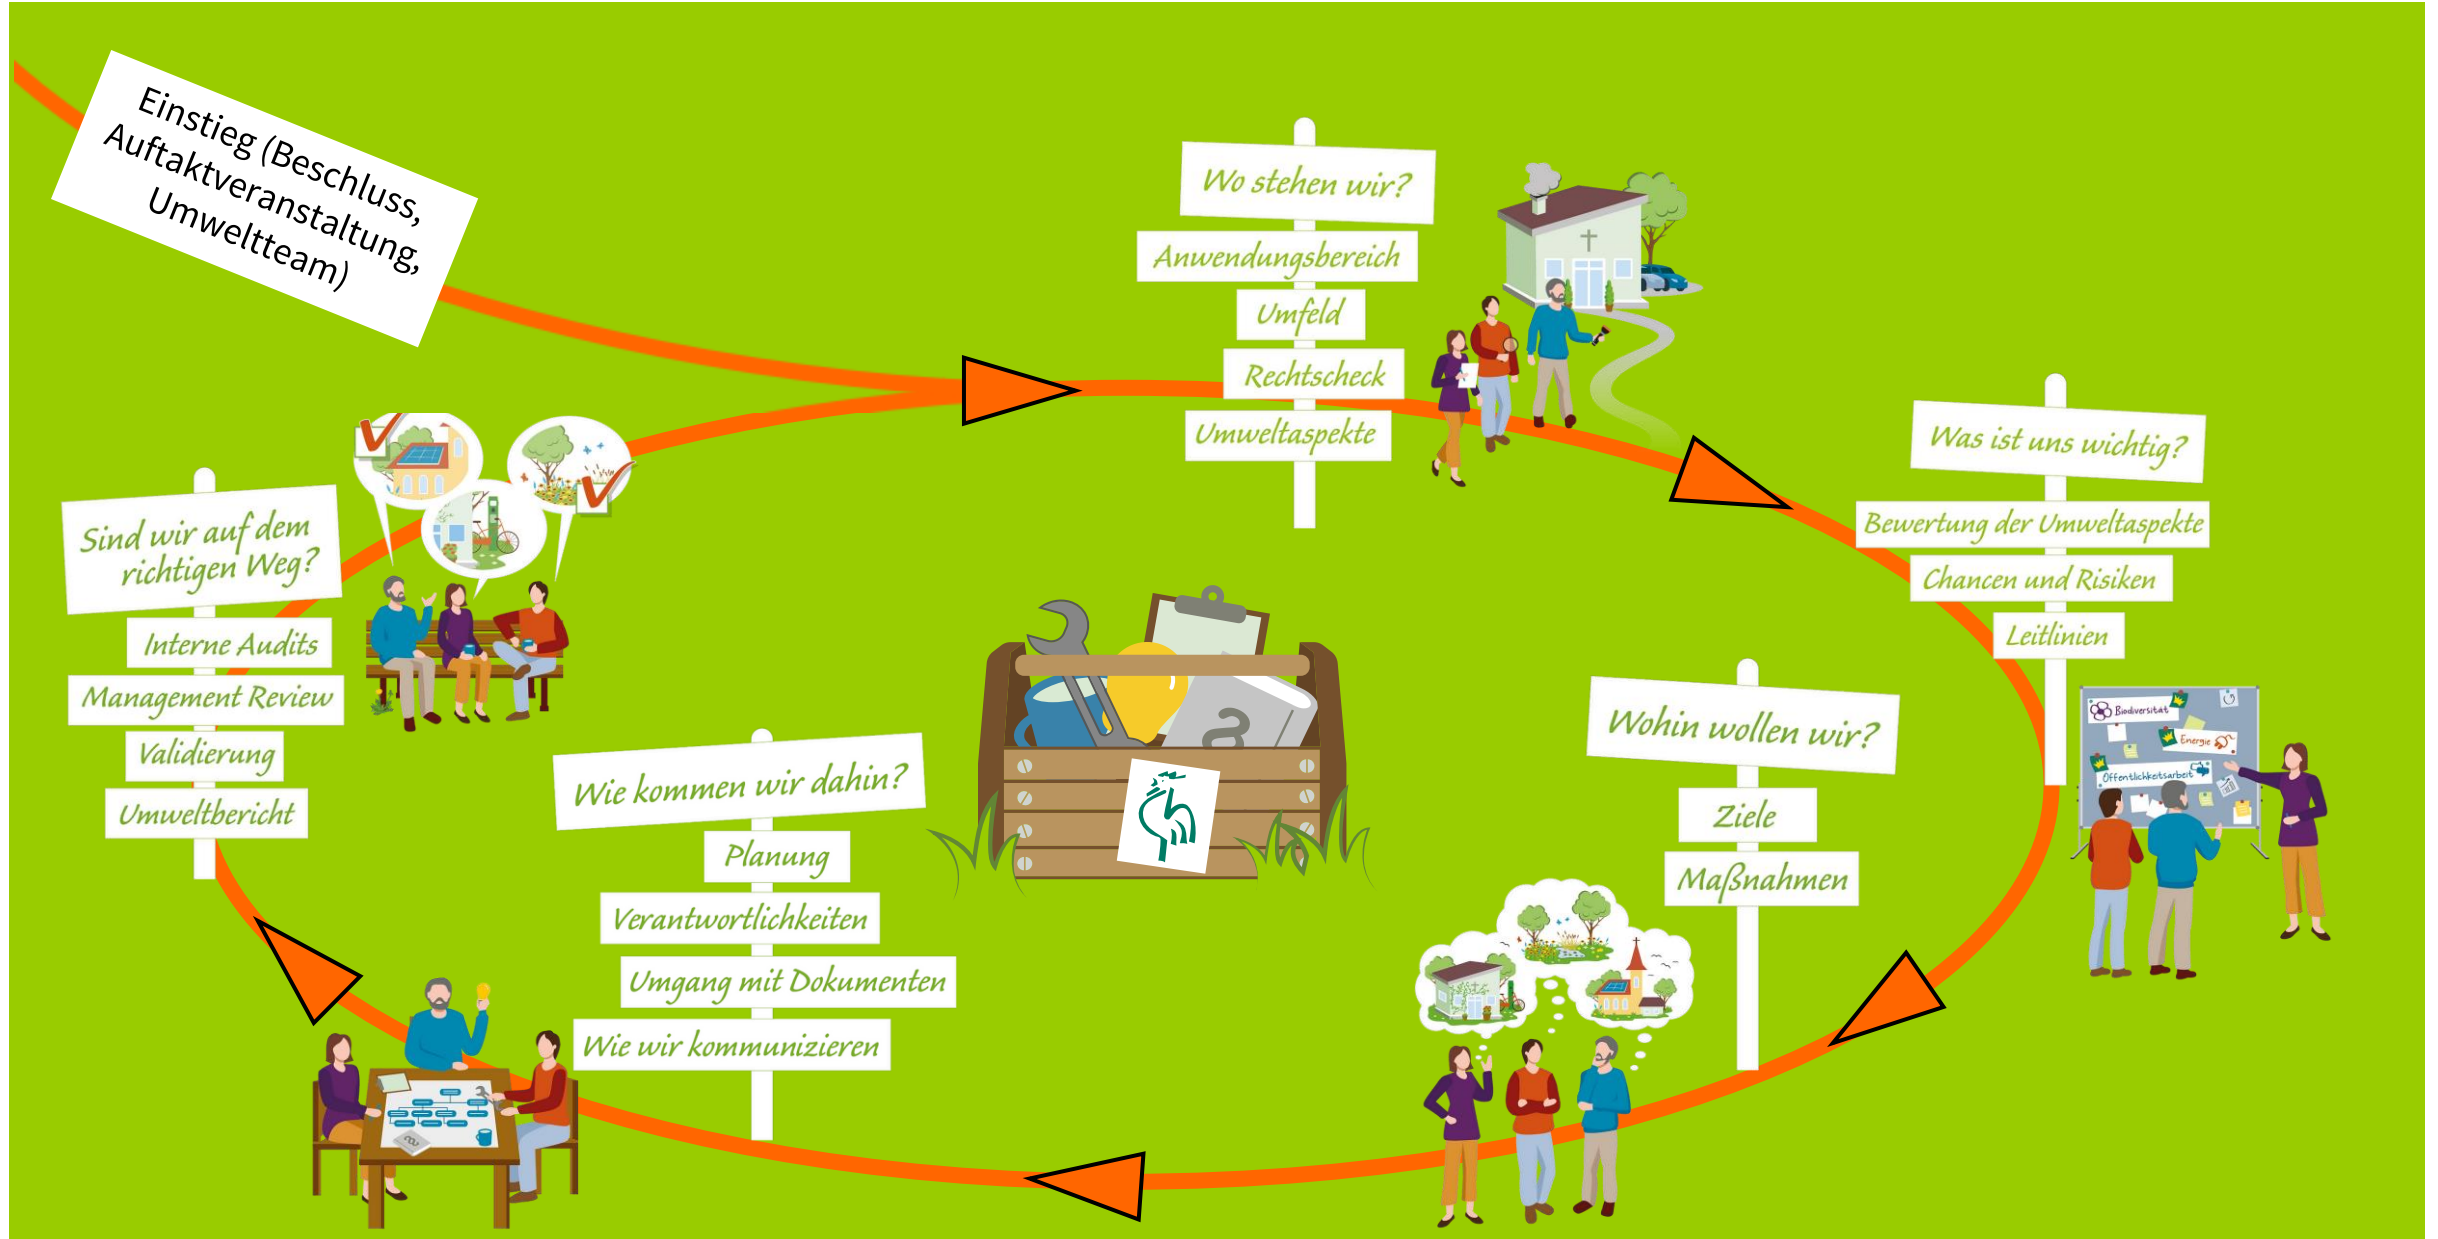 Einstieg (Beschluss,
Auftaktveranstaltung,
Umweltteam)
Wo stehen wir?
Anwendungsbereich
Umfeld
Rechtscheck
Umweltaspekte
Was ist uns wichtig?
Bewertung der Umweltaspekte
Chancen und Risiken
Leitlinien
Biodiversität
Energie
Öffentlichkeitsarbeit
Wohin wollen wir?
Ziele
Maßnahmen
Wie kommen wir dahin?
Planung
Verantwortlichkeiten
Umgang mit Dokumenten
Wie wir kommunizieren
Sind wir auf dem
richtigen Weg?
Interne Audits
Management Review
Validierung
Umweltbericht